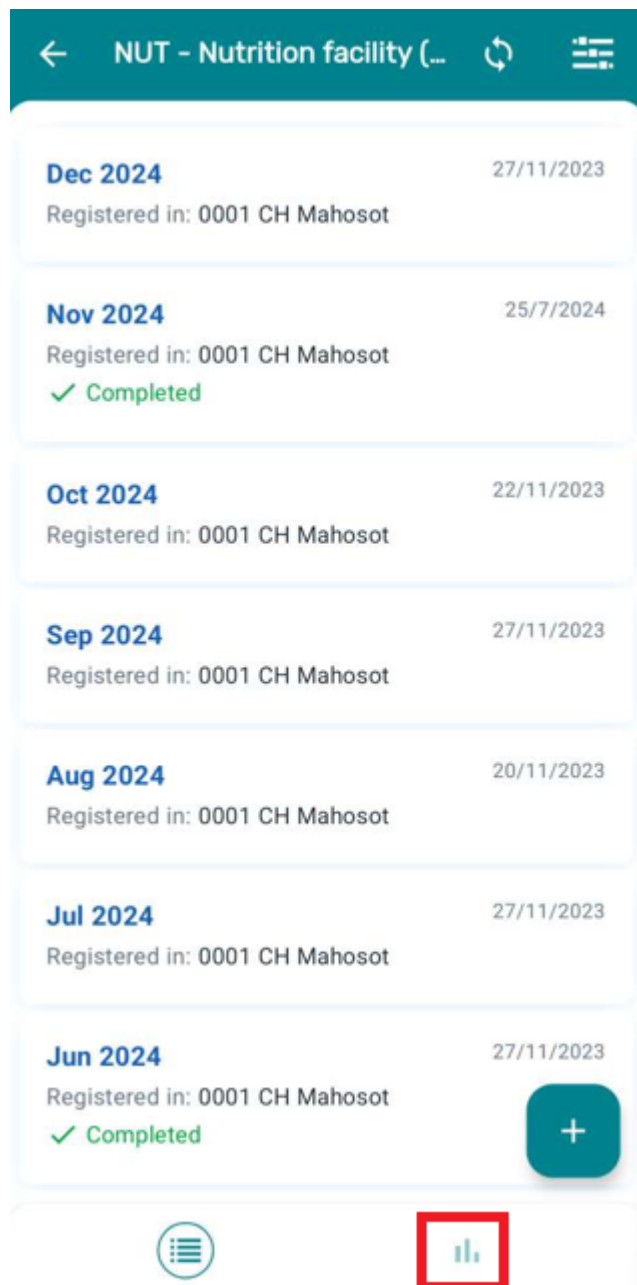 NUT - Nutrition facility (...
Dec 2024 27/11/2023
Registered in: 0001 CH Mahosot
Nov 2024 25/7/2024
Registered in: 0001 CH Mahosot
Completed
Oct 2024 22/11/2023
Registered in: 0001 CH Mahosot
Sep 2024 27/11/2023
Registered in: 0001 CH Mahosot
Aug 2024 20/11/2023
Registered in: 0001 CH Mahosot
Jul 2024 27/11/2023
Registered in: 0001 CH Mahosot
Jun 2024 27/11/2023
Registered in: 0001 CH Mahosot
Completed